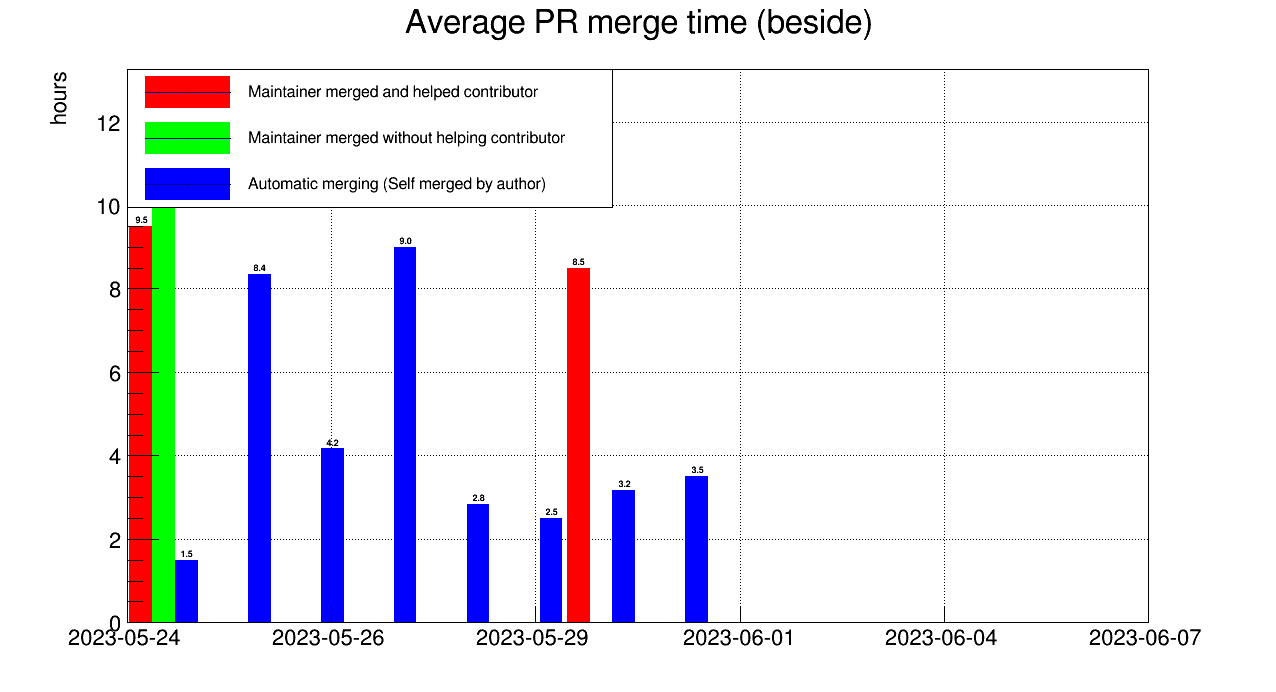 Average PR merge time (beside)
hours
Maintainer merged and helped contributor
Maintainer merged without helping contributor
Automatic merging (Self merged by author)
12
10
8
6
4
2
0
9.5
1.5
8.4
4.2
9.0
2.8
2.5
8.5
3.2
3.5
2023-05-24 2023-05-26 2023-05-29 2023-06-01 2023-06-04 2023-06-07